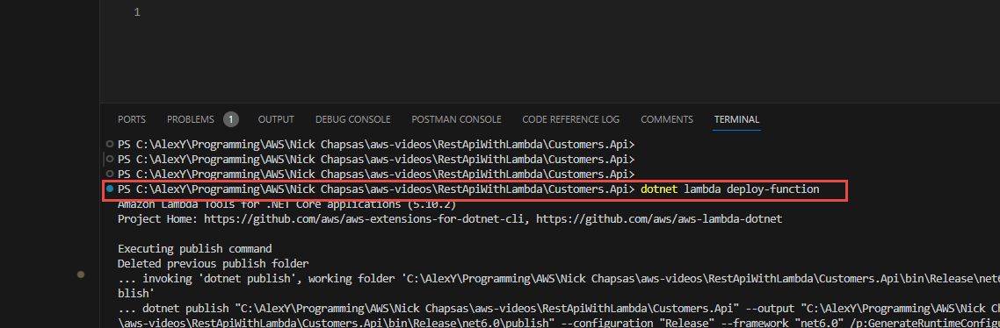 1
PORTS PROBLEMS 1 OUTPUT DEBUG CONSOLE POSTMAN CONSOLE CODE REFERENCE LOG COMMENTS TERMINAL
PS C:\AlexY\Programming\AWS\Nick Chapsas\aws-videos\RestApiWithLambda\Customers.Api>
PS C:\AlexY\Programming\AWS\Nick Chapsas\aws-videos\RestApiWithLambda\Customers.Api>
PS C:\AlexY\Programming\AWS\Nick Chapsas\aws-videos\RestApiWithLambda\Customers.Api>
PS C:\AlexY\Programming\AWS\Nick Chapsas\aws-videos\RestApiWithLambda\Customers.Api> dotnet lambda deploy-function
Amazon Lambda Tools for .NET Core applications (5.10.2)
Project Home: https://github.com/aws/aws-extensions-for-dotnet-cli, https://github.com/aws/aws-lambda-dotnet
Executing publish command
Deleted previous publish folder
... invoking 'dotnet publish', working folder 'C:\AlexY\Programming\AWS\Nick Chapsas\aws-videos\RestApiWithLambda\Customers.Api\bin\Release\net6
blish'
... dotnet publish "C:\AlexY\Programming\AWS\Nick Chapsas\aws-videos\RestApiWithLambda\Customers.Api" --output "C:\AlexY\Programming\AWS\Nick Ch
\aws-videos\RestApiWithLambda\Customers.Api\bin\Release\net6.0\publish" --configuration "Release" --framework "net6.0" /p:GenerateRuntimeConfig